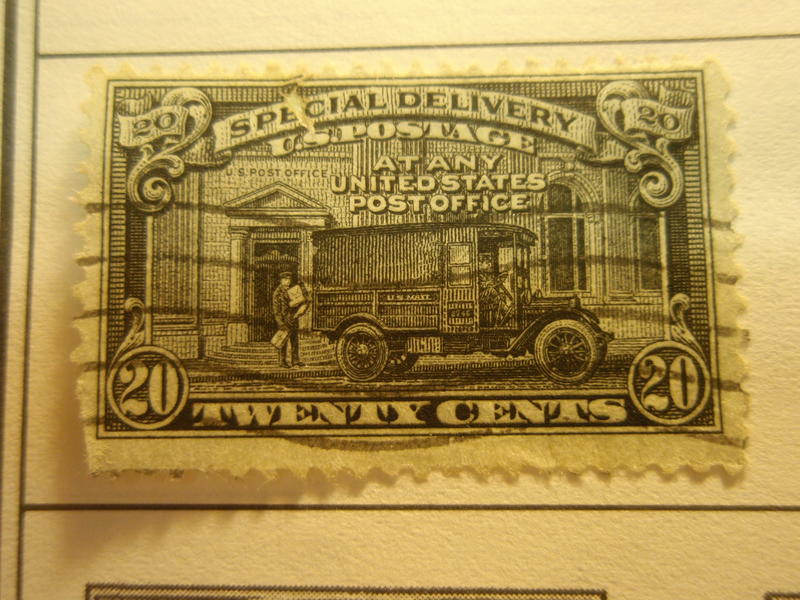 20 SPECIAL DELIVERY 20
U.S. POSTAGE
AT ANY
U.S. POST OFFICE
UNITED STATES
POST OFFICE
U.S. MAIL
20 TWENTY CENTS 20